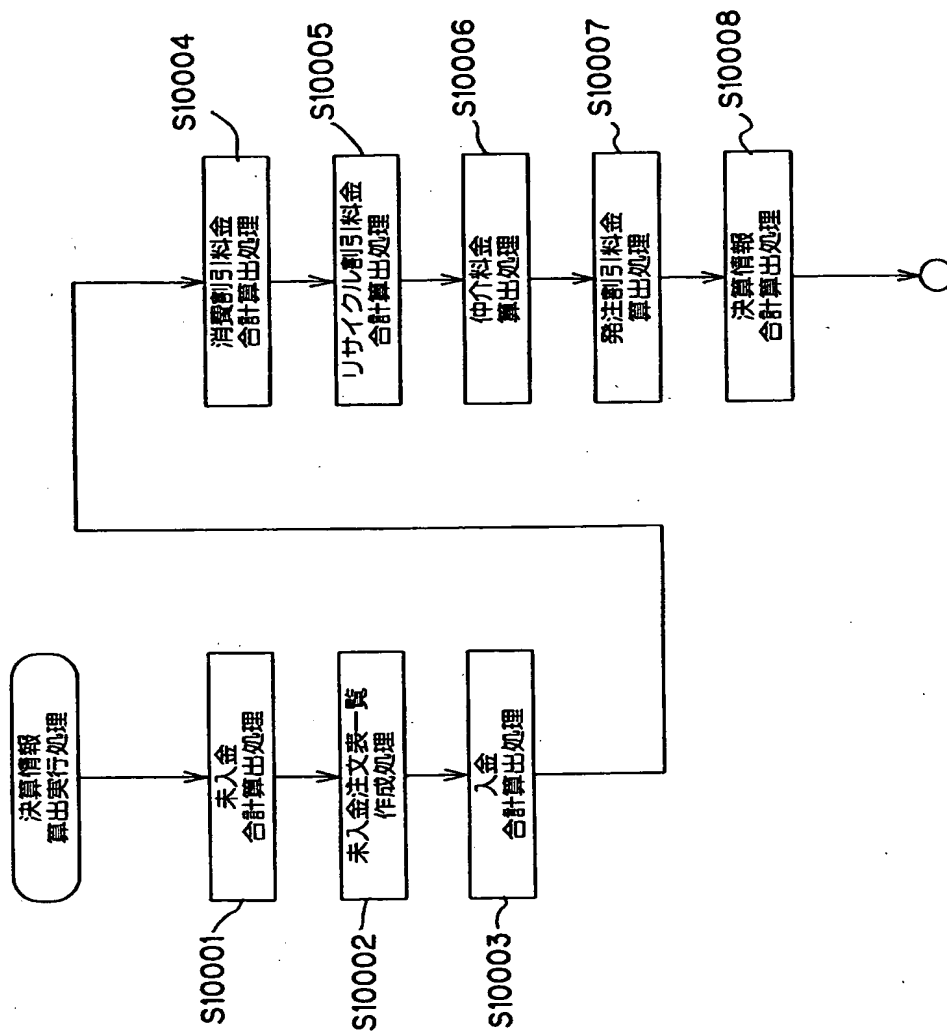 決算情報
算出実行処理
未入金
合計算出処理
S10001
未入金注文表一覧
作成処理
S10002
入金
合計算出処理
S10003
消費割引料金
合計算出処理
S10004
リサイクル割引料金
合計算出処理
S10005
仲介料金
算出処理
S10006
発注割引料金
算出処理
S10007
決算情報
合計算出処理
S10008